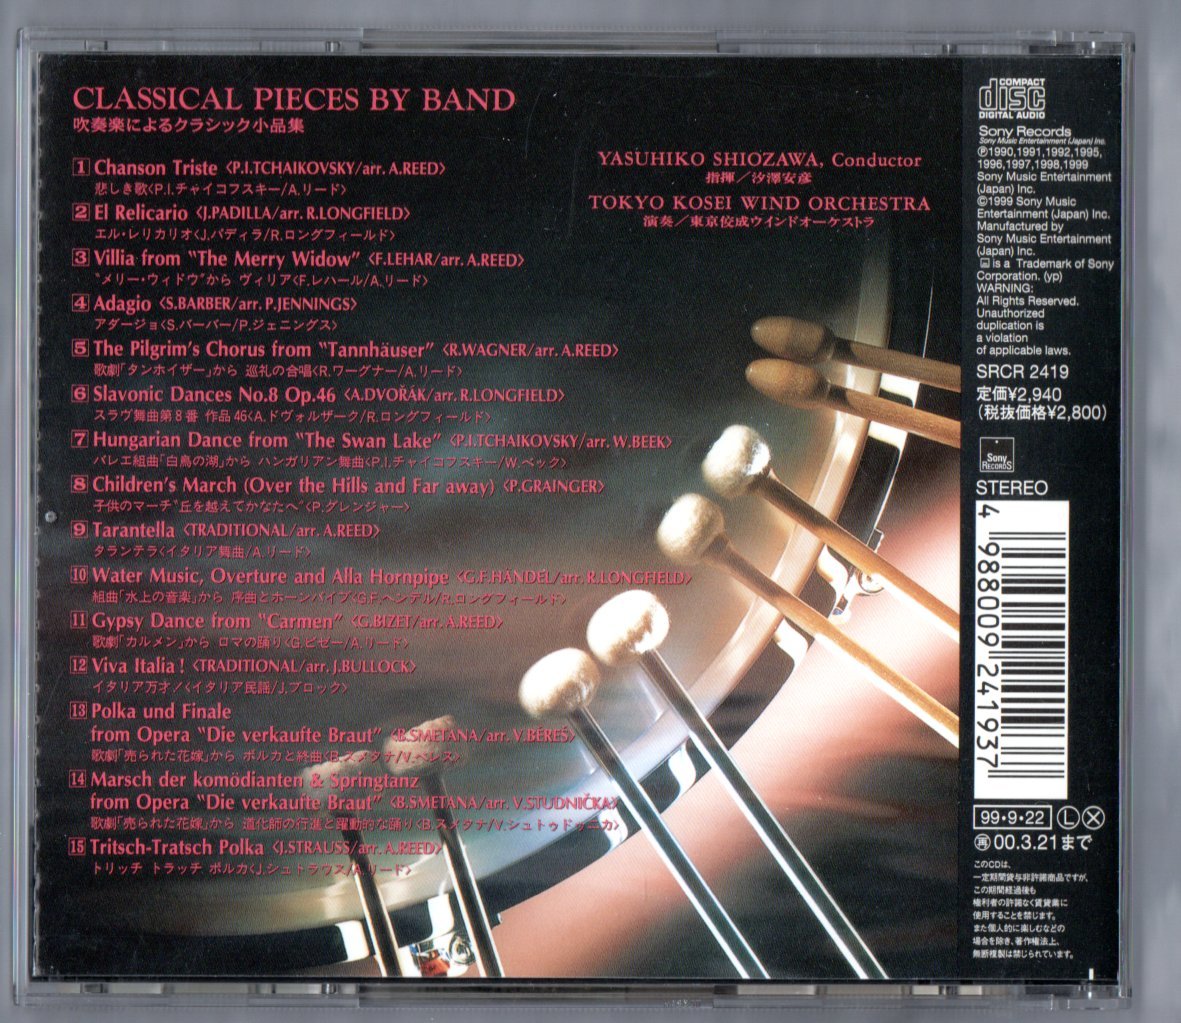 CLASSICAL PIECES BY BAND
吹奏楽によるクラシック小品集
1 Chanson Triste <P.I.TCHAIKOVSKY/arr. A.REED>
悲しき歌<P.I.チャイコフスキー/A.リード>
2 El Relicario <J.PADILLA/arr. R.LONGFIELD>
エル・レリカリオ<J.パディラ/R.ロングフィールド>
3 Villia from "The Merry Widow" <F.LEHAR/arr. A.REED>
"メリー・ウィドウ"から ヴィリア<F.レハール/A.リード>
4 Adagio <S.BARBER/arr. P.JENNINGS>
アダージョ<S.バーバー/P.ジェニングス>
5 The Pilgrim's Chorus from "Tannhäuser" <R.WAGNER/arr. A.REED>
歌劇「タンホイザー」から 巡礼の合唱<R.ワーグナー/A.リード>
6 Slavonic Dances No.8 Op.46 <A.DVOŘÁK/arr. R.LONGFIELD>
スラヴ舞曲第8番 作品46<A.ドヴォルザーク/R.ロングフィールド>
7 Hungarian Dance from "The Swan Lake" <P.I.TCHAIKOVSKY/arr. W.BEEK>
バレエ組曲「白鳥の湖」から ハンガリアン舞曲<P.I.チャイコフスキー/W.ベック>
8 Children's March (Over the Hills and Far away) <P.GRAINGER>
子供のマーチ"丘を越えてかなたへ"<P.グレンジャー>
9 Tarantella <TRADITIONAL/arr. A.REED>
タランテラ<イタリア舞曲/A.リード>
10 Water Music, Overture and Alla Hornpipe <G.F.HÄNDEL/arr. R.LONGFIELD>
組曲「水上の音楽」から 序曲とホーンパイプ<G.F.ヘンデル/R.ロングフィールド>
11 Gypsy Dance from "Carmen" <G.BIZET/arr. A.REED>
歌劇「カルメン」から ロマの踊り<G.ビゼー/A.リード>
12 Viva Italia! <TRADITIONAL/arr. J.BULLOCK>
イタリア万才!<イタリア民謡/J.ブロック>
13 Polka und Finale
from Opera "Die verkaufte Braut" <B.SMETANA/arr. V.BEREŠ>
歌劇「売られた花嫁」から ポルカと終曲<B.スメタナ/V.ベレス>
14 Marsch der komödianten & Springtanz
from Opera "Die verkaufte Braut" <B.SMETANA/arr. V.STUDNIČKA>
歌劇「売られた花嫁」から 道化師の行進と躍動的な踊り<B.スメタナ/V.シュトゥドゥニカ>
15 Tritsch-Tratsch Polka <J.STRAUSS/arr. A.REED>
トリッチ トラッチ ポルカ<J.シュトラウス/A.リード>
YASUHIKO SHIOZAWA, Conductor
指揮/汐澤安彦
TOKYO KOSEI WIND ORCHESTRA
演奏/東京佼成ウインドオーケストラ
COMPACT
disc
DIGITAL AUDIO
Sony Records
Sony Music Entertainment (Japan) Inc.
Ⓟ1990,1991,1992,1995,
1996,1997,1998,1999
Sony Music Entertainment
(Japan) Inc.
©1999 Sony Music
Entertainment (Japan) Inc.
Manufactured by
Sony Music Entertainment
(Japan) Inc.
is a Trademark of Sony
Corporation. (yp)
WARNING:
All Rights Reserved.
Unauthorized
duplication is
a violation
of applicable laws.
SRCR 2419
定価¥2,940
(税抜価格¥2,800)
Sony
RECORDS
STEREO
4 988009 241937
99・9・22 Ⓛ Ⓧ
再 00.3.21まで
このCDは、
一定期間貸与非許諾商品ですが、
この期間経過後も
権利者の許諾なく賃貸業に
使用することを禁じます。
また個人的に楽しむなどの
場合を除き、著作権法上、
無断複製は禁じられています。